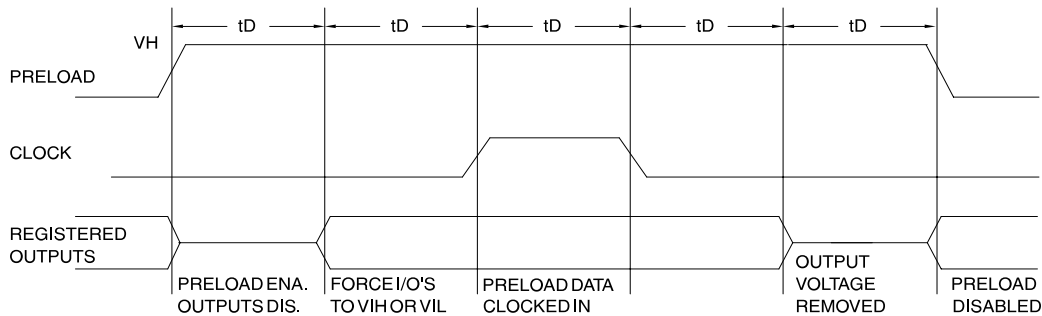 tD tD tD tD tD
VH
PRELOAD
CLOCK
REGISTERED
OUTPUTS
PRELOAD ENA.
OUTPUTS DIS.
FORCE I/O'S
TO VIH OR VIL
PRELOAD DATA
CLOCKED IN
OUTPUT
VOLTAGE
REMOVED
PRELOAD
DISABLED